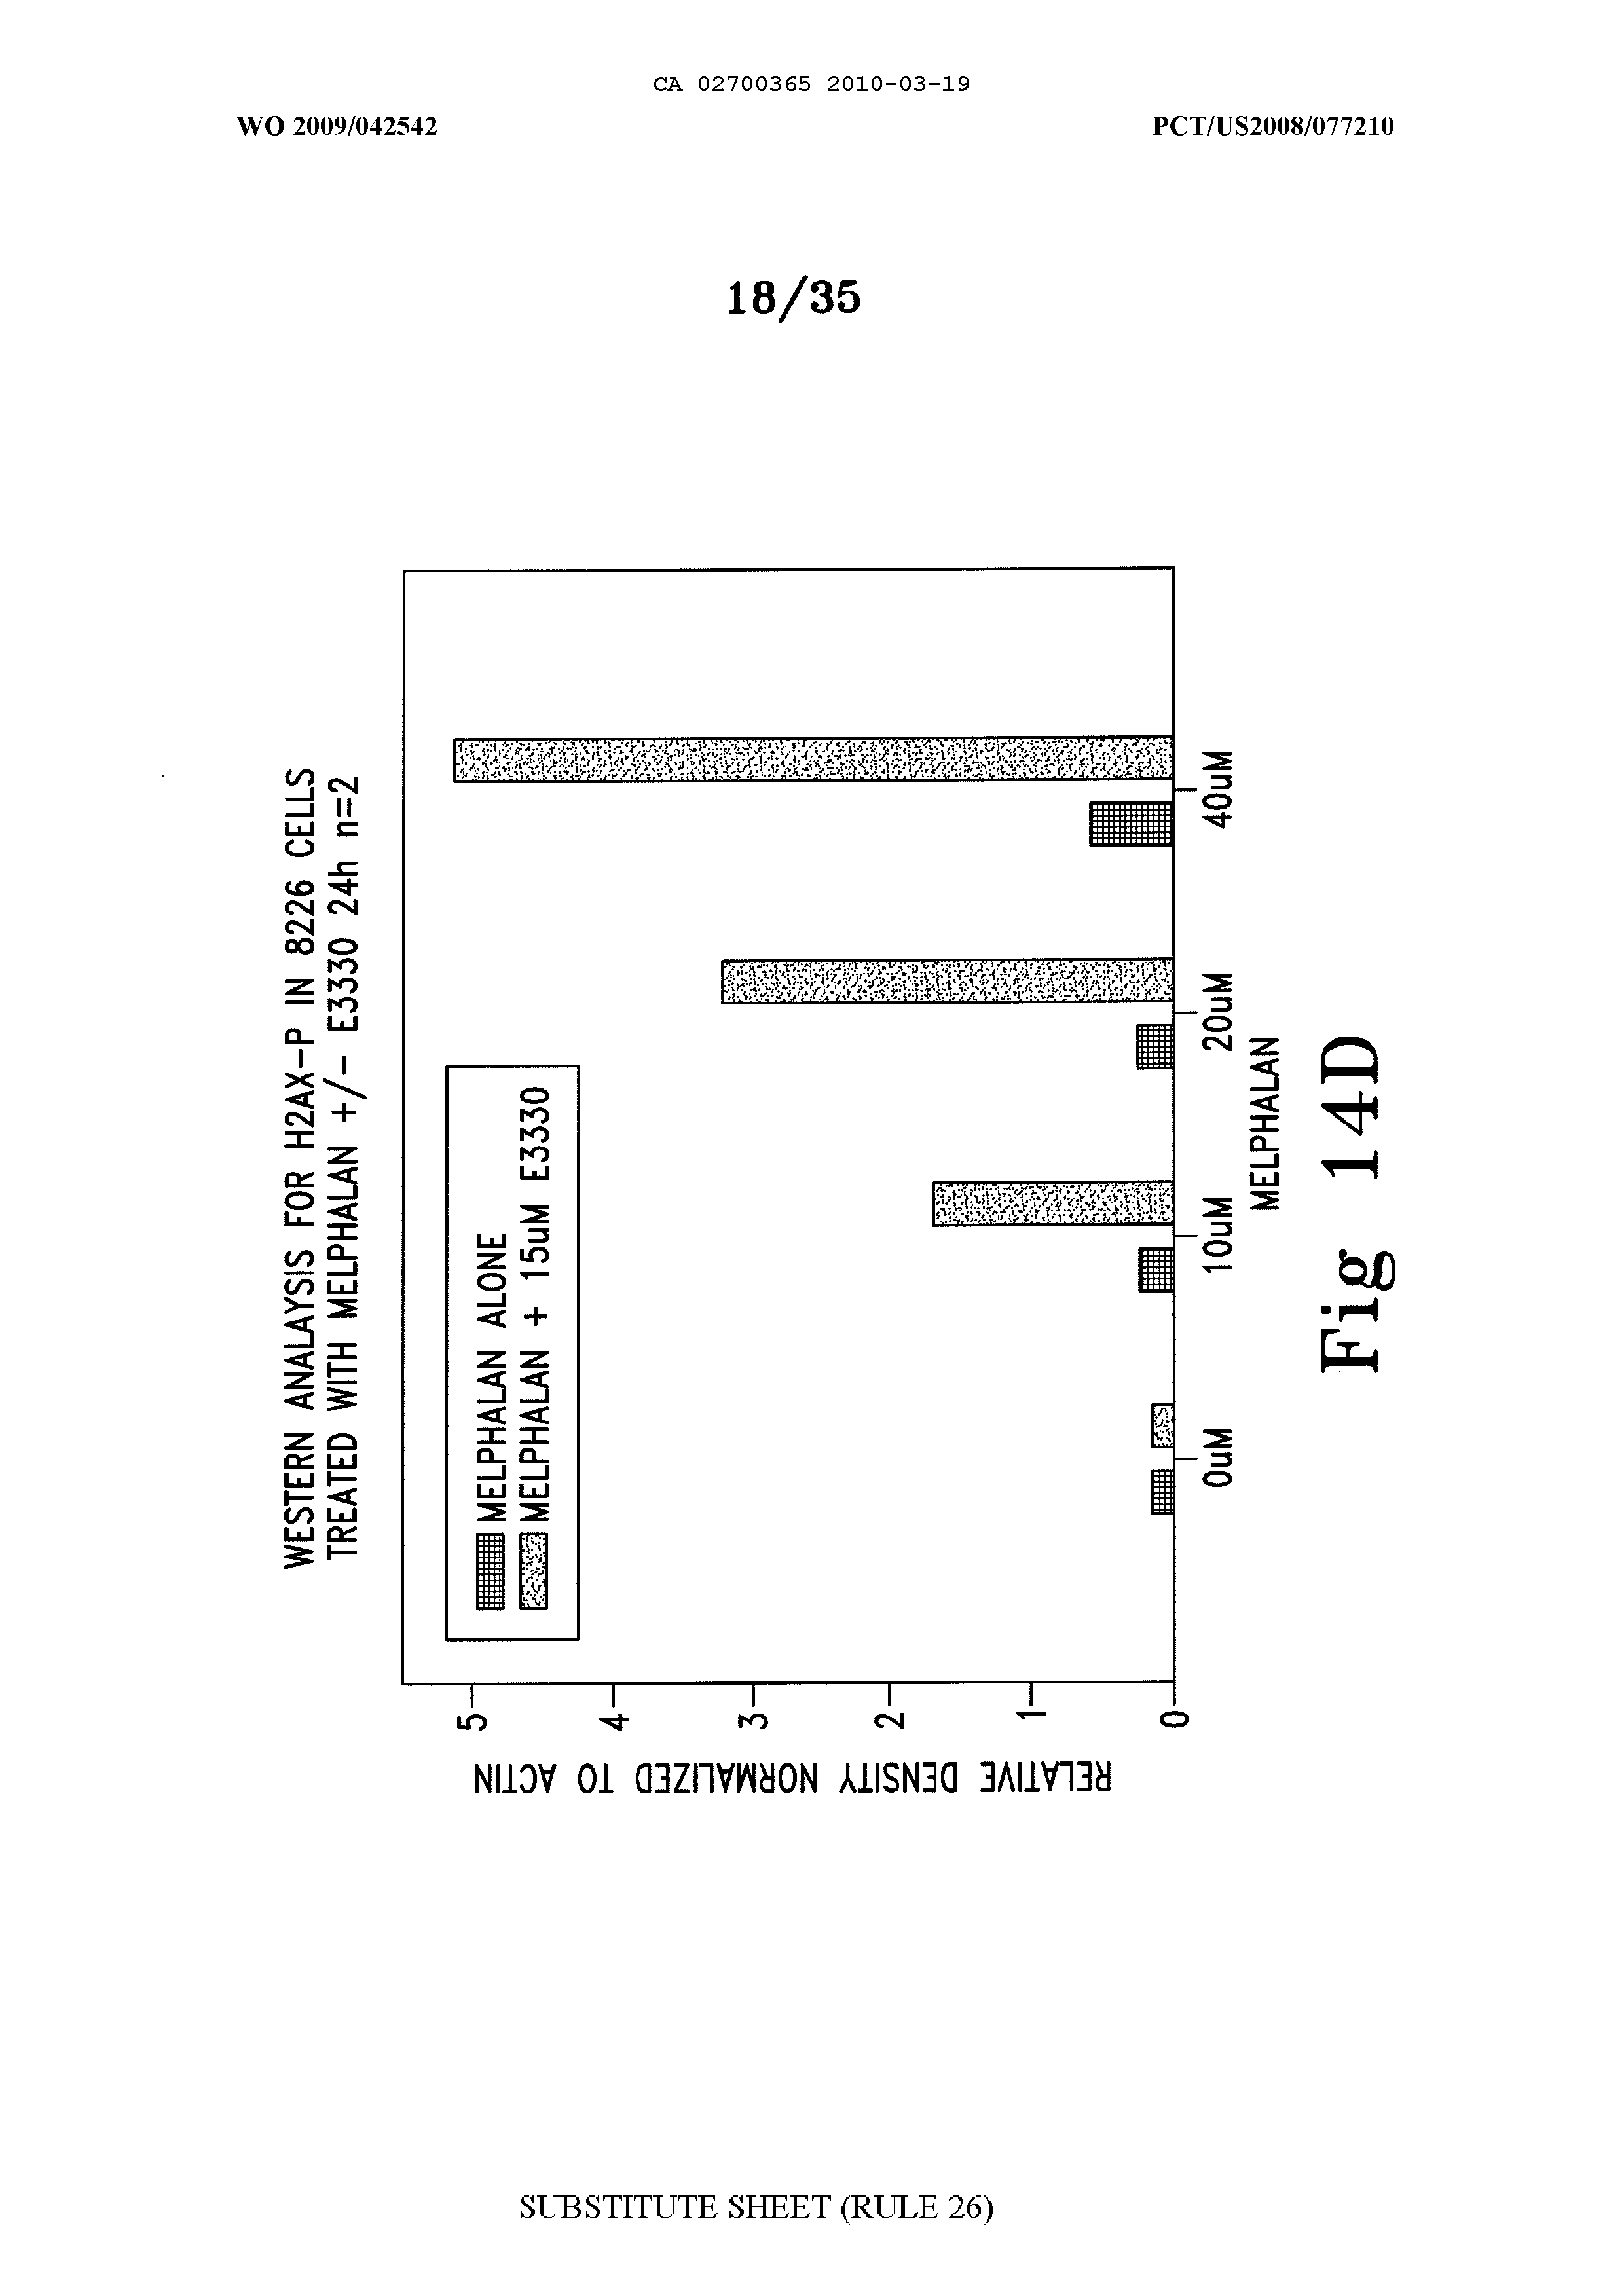 CA 02700365 2010-03-19
WO 2009/042542
PCT/US2008/077210
18/35
WESTERN ANALAYSIS FOR H2AX-P IN 8226 CELLS
TREATED WITH MELPHALAN +/- E3330 24h n=2
MELPHALAN ALONE
MELPHALAN + 15uM E3330
RELATIVE DENSITY NORMALIZED TO ACTIN
5
4
3
2
1
0
0uM
10uM
20uM
40uM
MELPHALAN
Fig 14D
SUBSTITUTE SHEET (RULE 26)